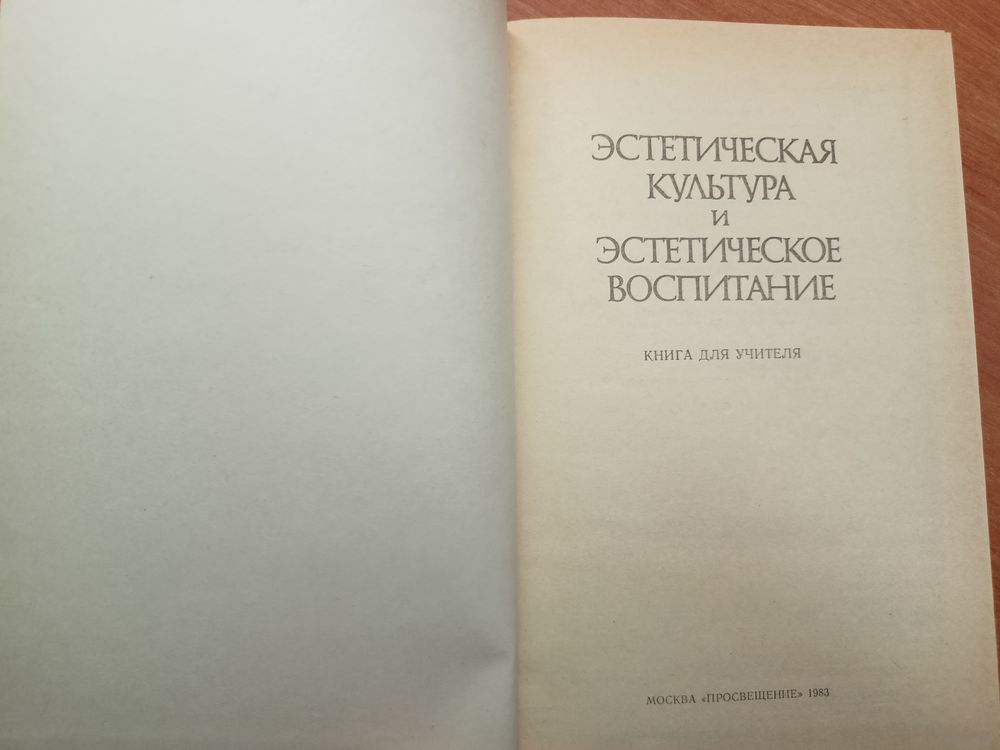 ЭСТЕТИЧЕСКАЯ
КУЛЬТУРА
И
ЭСТЕТИЧЕСКОЕ
ВОСПИТАНИЕ
КНИГА ДЛЯ УЧИТЕЛЯ
МОСКВА «ПРОСВЕЩЕНИЕ» 1983